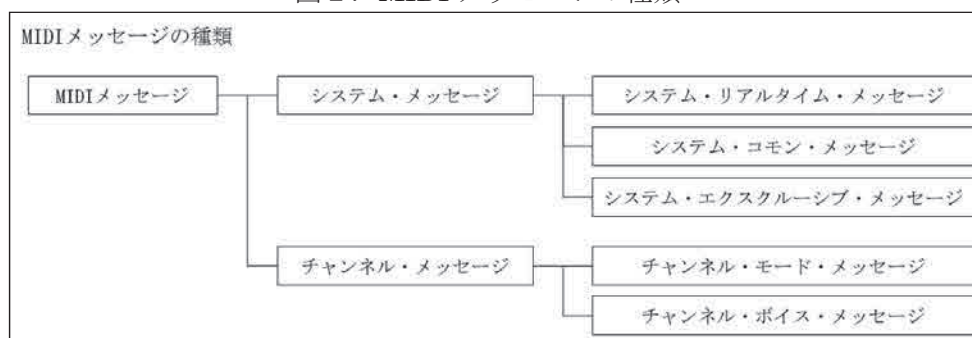 MIDIメッセージの種類
MIDIメッセージ
システム・メッセージ
システム・リアルタイム・メッセージ
システム・コモン・メッセージ
システム・エクスクルーシブ・メッセージ
チャンネル・メッセージ
チャンネル・モード・メッセージ
チャンネル・ボイス・メッセージ